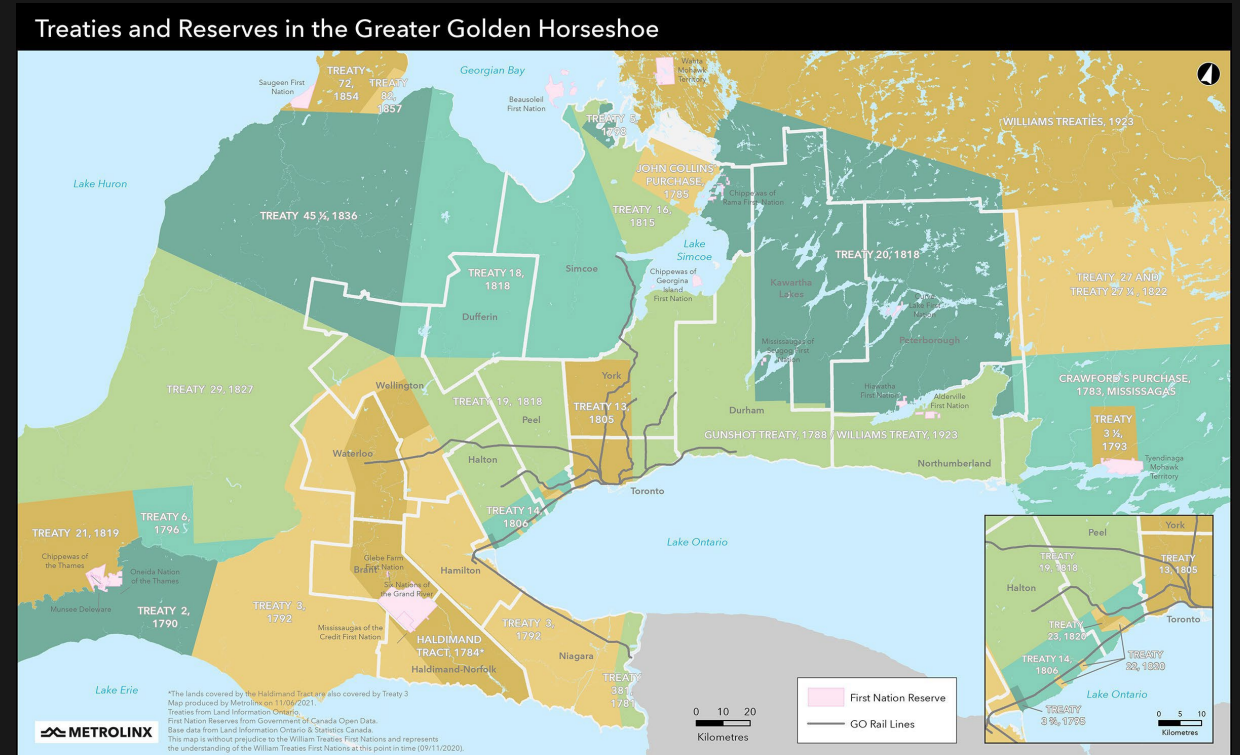 Treaties and Reserves in the Greater Golden Horseshoe
Georgian Bay
Lake Huron
Lake Simcoe
Lake Ontario
Lake Erie
Saugeen First
Nation
TREATY
72,
1854
TREATY
82,
1857
Beausoleil
First Nation
Wahta
Mohawk
Territory
TREATY 5,
1798
WILLIAMS TREATIES, 1923
JOHN COLLINS
PURCHASE,
1785
Chippewas of
Rama First Nation
TREATY 45 ½, 1836
TREATY 16,
1815
TREATY 20, 1818
TREATY 18,
1818
Simcoe
Chippewas of
Georgina
Island
First Nation
Kawartha
Lakes
TREATY 27 AND
TREATY 27 ¼, 1822
Dufferin
Mississaugas of
Scugog First
Nation
Peterborough
TREATY 29, 1827
Wellington
York
Hiawatha
First Nation
Alderville
First Nation
CRAWFORD'S PURCHASE,
1783, MISSISSAGAS
TREATY 19, 1818
TREATY 13,
1805
Peel
Durham
TREATY
3 ½,
1793
GUNSHOT TREATY, 1788 / WILLIAMS TREATY, 1923
Waterloo
Halton
Northumberland
Tyendinaga
Mohawk
Territory
Toronto
TREATY 14,
1806
TREATY 21, 1819
TREATY 6,
1796
Chippewas of
the Thames
Oneida Nation
of the Thames
Munsee Delaware
TREATY 2,
1790
Glebe Farm
First Nation
Brant
Six Nations of
the Grand River
Hamilton
TREATY 3,
1792
Mississaugas of the
Credit First Nation
HALDIMAND
TRACT, 1784*
Haldimand-Norfolk
TREATY 3,
1792
Niagara
TREATY
381,
1781
*The lands covered by the Haldimand Tract are also covered by Treaty 3
Map produced by Metrolinx on 11/06/2021.
Treaties from Land Information Ontario.
First Nation Reserves from Government of Canada Open Data.
Base data from Land Information Ontario & Statistics Canada.
This map is without prejudice to the William Treaties First Nations and represents
the understanding of the William Treaties First Nations at this point in time (09/11/2020).
METROLINX
0 10 20
Kilometres
First Nation Reserve
GO Rail Lines
Peel
York
TREATY
19, 1818
TREATY
13, 1805
Halton
Toronto
TREATY
23, 1820
TREATY 14,
1806
TREATY
22, 1820
Lake Ontario
TREATY
3 ¾, 1795
0 5 10
Kilometres